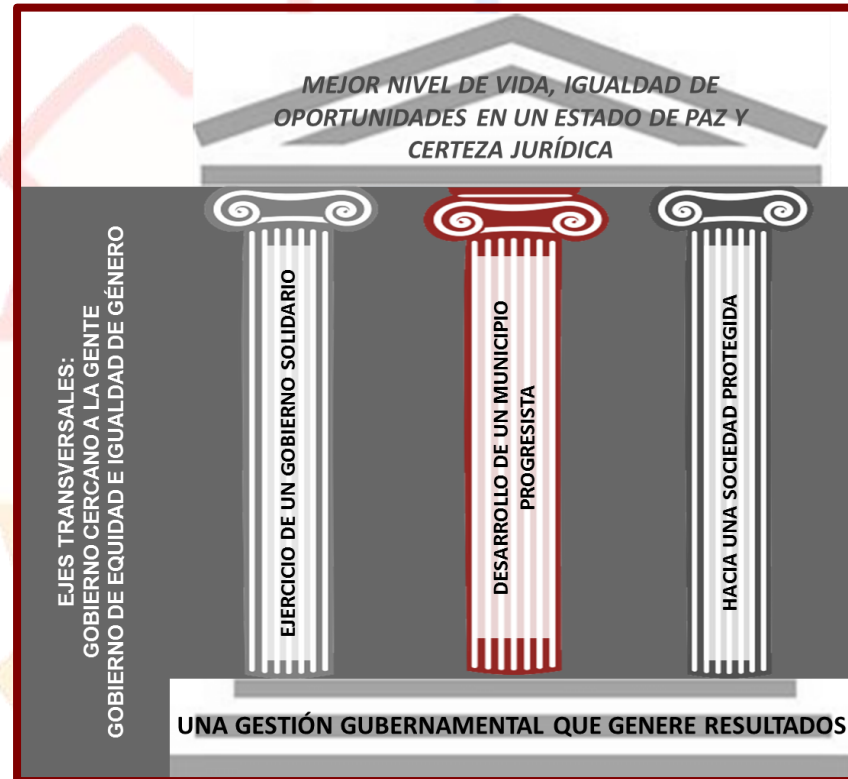 MEJOR NIVEL DE VIDA, IGUALDAD DE
OPORTUNIDADES EN UN ESTADO DE PAZ Y
CERTEZA JURÍDICA
EJES TRANSVERSALES:
GOBIERNO CERCANO A LA GENTE
GOBIERNO DE EQUIDAD E IGUALDAD DE GÉNERO
EJERCICIO DE UN GOBIERNO SOLIDARIO
DESARROLLO DE UN MUNICIPIO
PROGRESISTA
HACIA UNA SOCIEDAD PROTEGIDA
UNA GESTIÓN GUBERNAMENTAL QUE GENERE RESULTADOS